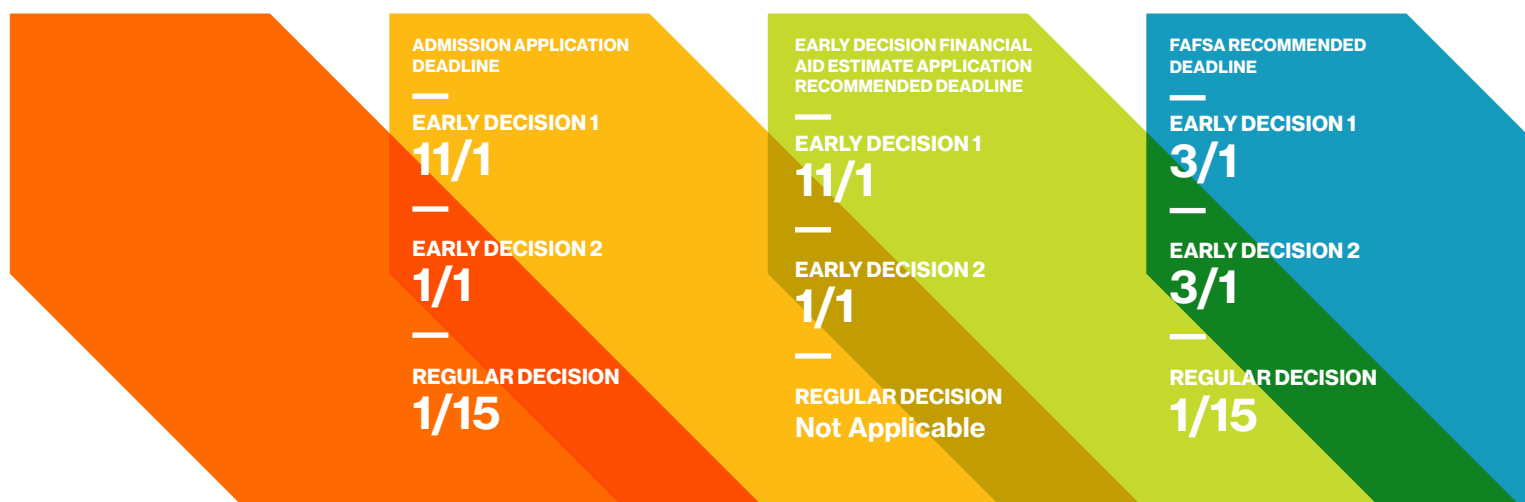 ADMISSION APPLICATION
DEADLINE
EARLY DECISION 1
11/1
EARLY DECISION 2
1/1
REGULAR DECISION
1/15
EARLY DECISION FINANCIAL
AID ESTIMATE APPLICATION
RECOMMENDED DEADLINE
EARLY DECISION 1
11/1
EARLY DECISION 2
1/1
REGULAR DECISION
Not Applicable
FAFSA RECOMMENDED
DEADLINE
EARLY DECISION 1
3/1
EARLY DECISION 2
3/1
REGULAR DECISION
1/15